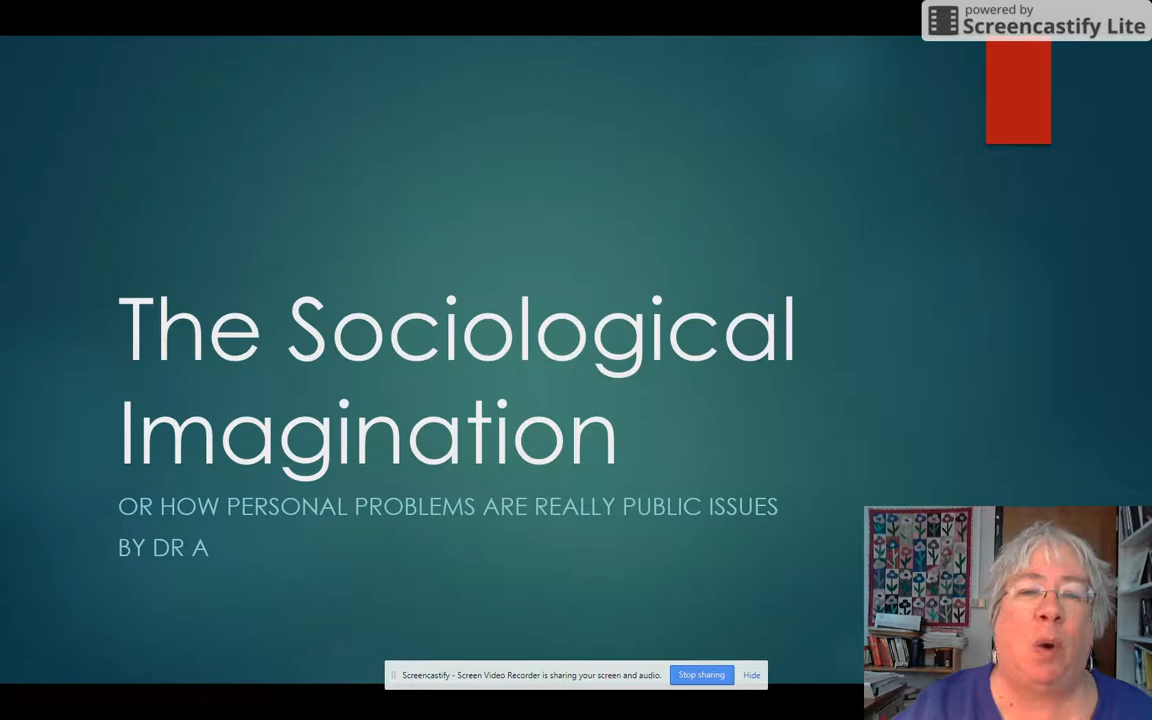 powered by
Screencastify Lite
The Sociological
Imagination
OR HOW PERSONAL PROBLEMS ARE REALLY PUBLIC ISSUES
BY DR A
Screencastify - Screen Video Recorder is sharing your screen and audio. Stop sharing Hide